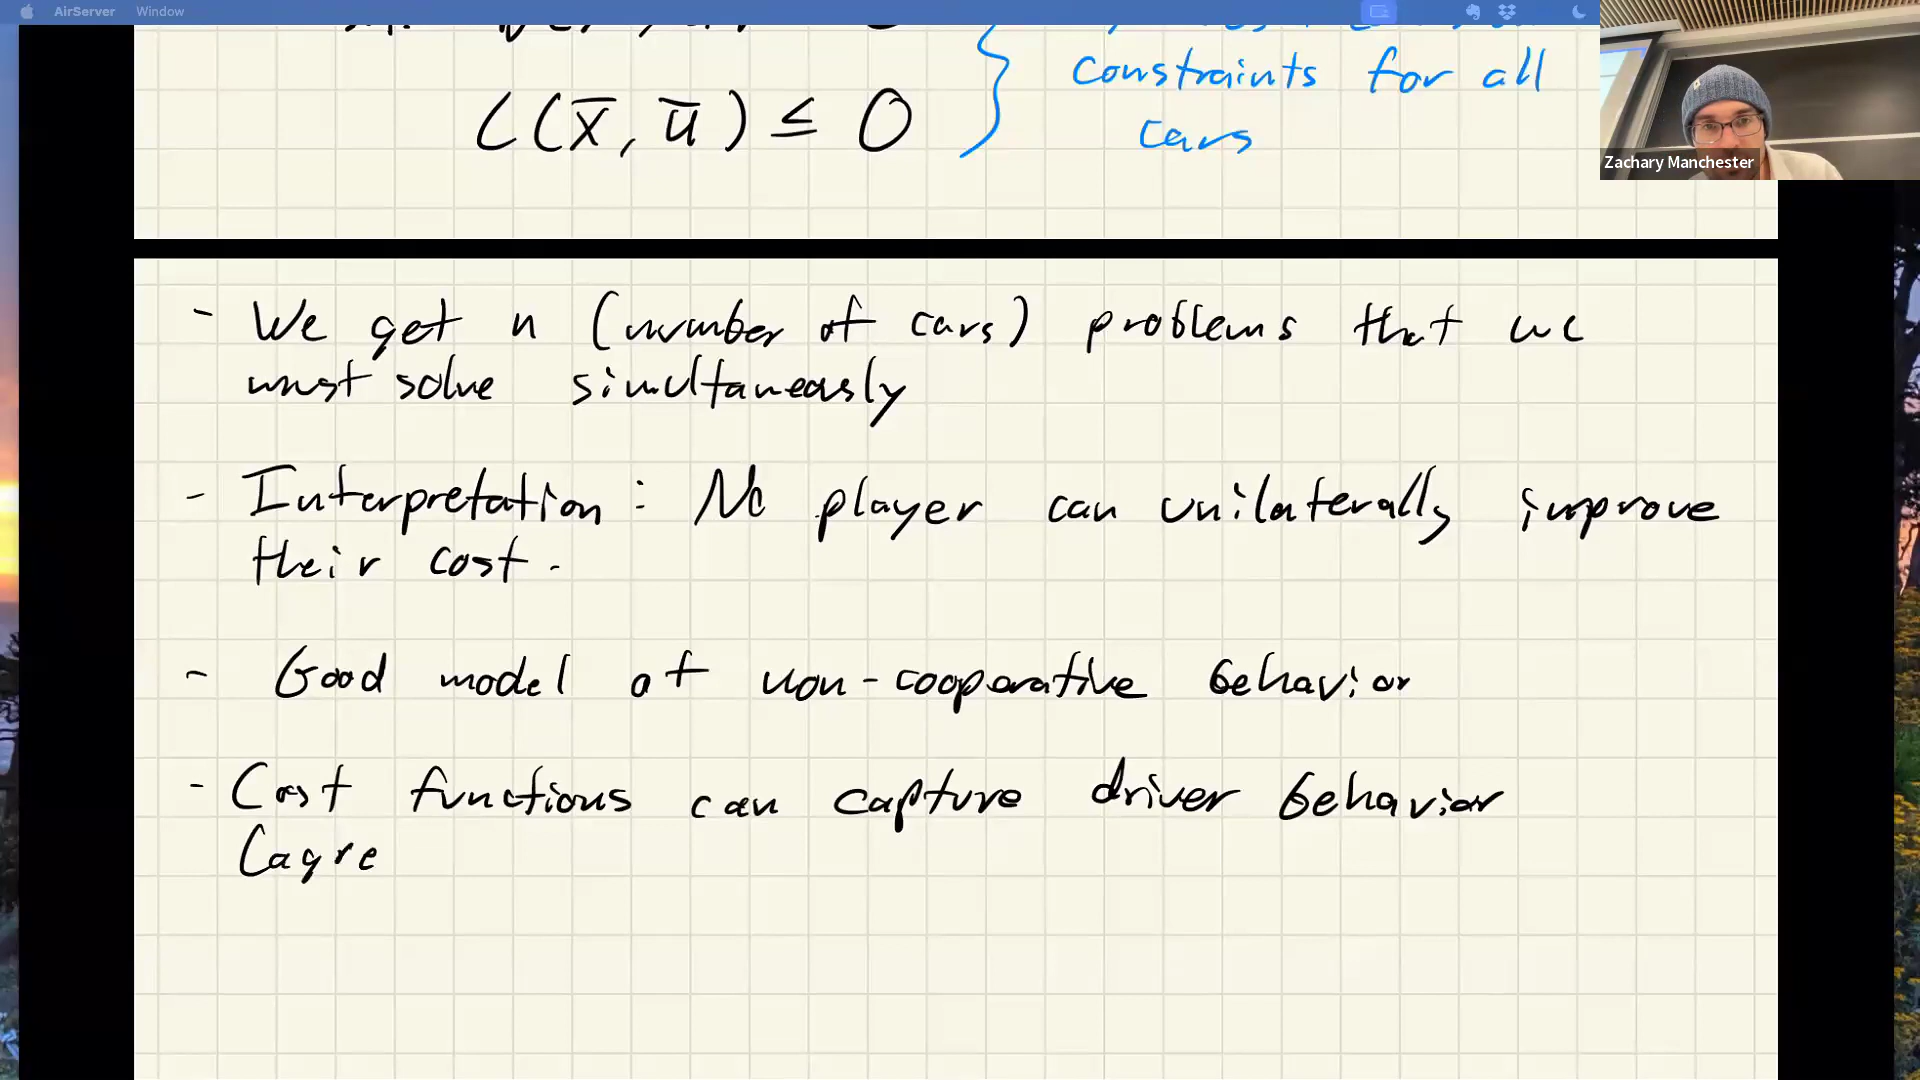 AirServer Window
constraints for all
C(x̄, ū) ≤ 0
cars
Zachary Manchester
- We get n (number of cars) problems that we
must solve simultaneously
- Interpretation: No player can unilaterally improve
their cost.
- Good model of non-cooperative behavior
- Cost functions can capture driver behavior
(agre